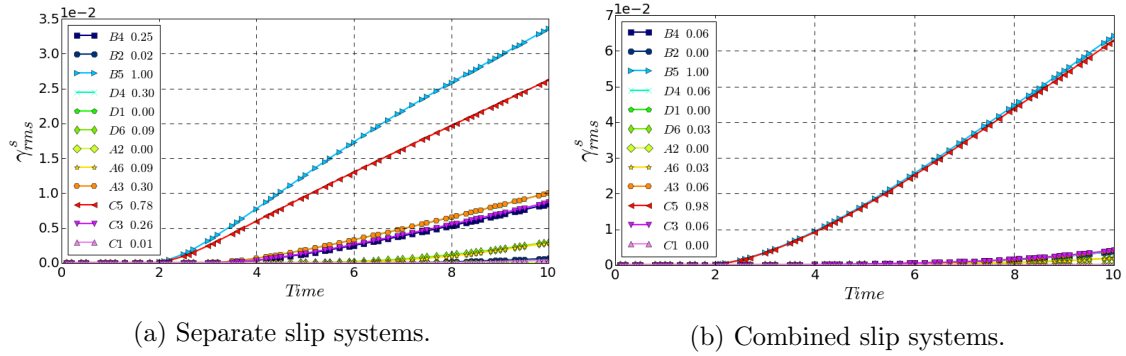 1e−2
3.5
3.0
2.5
2.0
1.5
1.0
0.5
0.0
γ^s_rms
B4 0.25
B2 0.02
B5 1.00
D4 0.30
D1 0.00
D6 0.09
A2 0.00
A6 0.09
A3 0.30
C5 0.78
C3 0.26
C1 0.01
0 2 4 6 8 10
Time
(a) Separate slip systems.
1e−2
7
6
5
4
3
2
1
0
γ^s_rms
B4 0.06
B2 0.00
B5 1.00
D4 0.06
D1 0.00
D6 0.03
A2 0.00
A6 0.03
A3 0.06
C5 0.98
C3 0.06
C1 0.00
0 2 4 6 8 10
Time
(b) Combined slip systems.